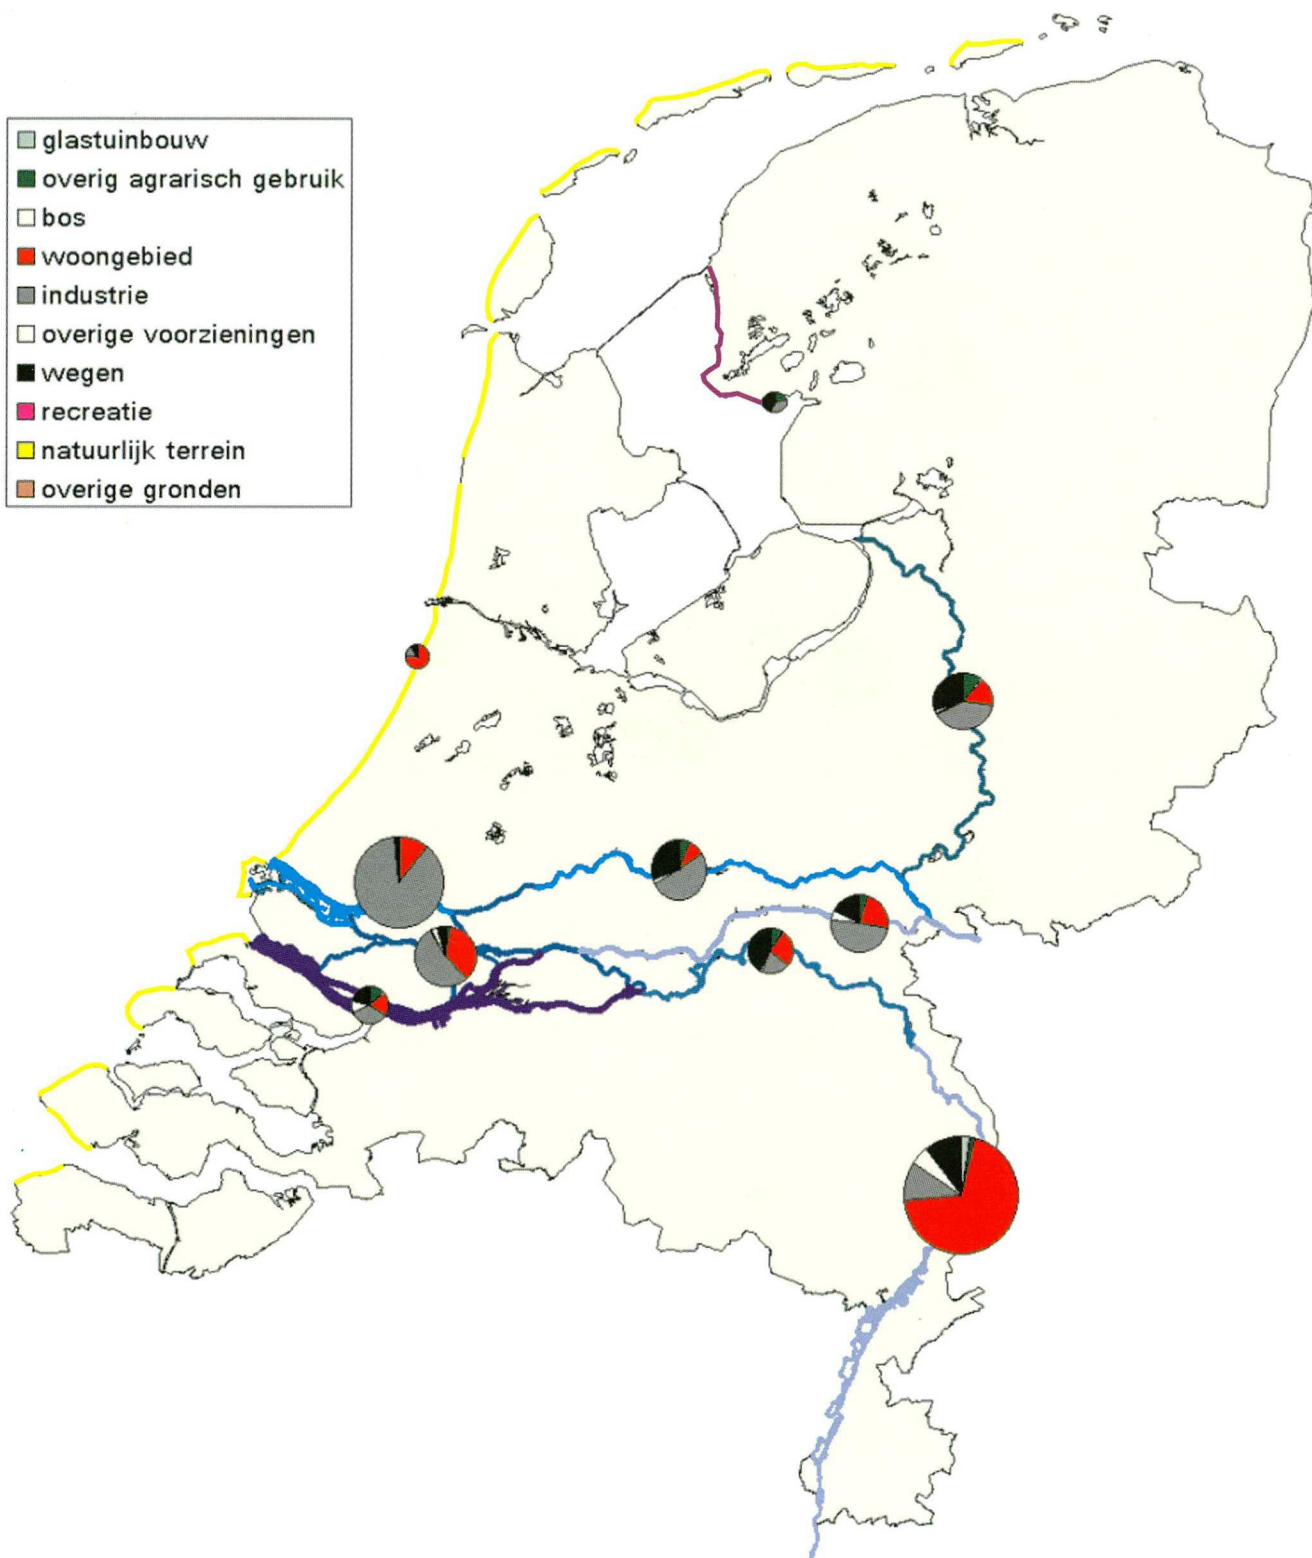 glastuinbouw
overig agrarisch gebruik
bos
woongebied
industrie
overige voorzieningen
wegen
recreatie
natuurlijk terrein
overige gronden